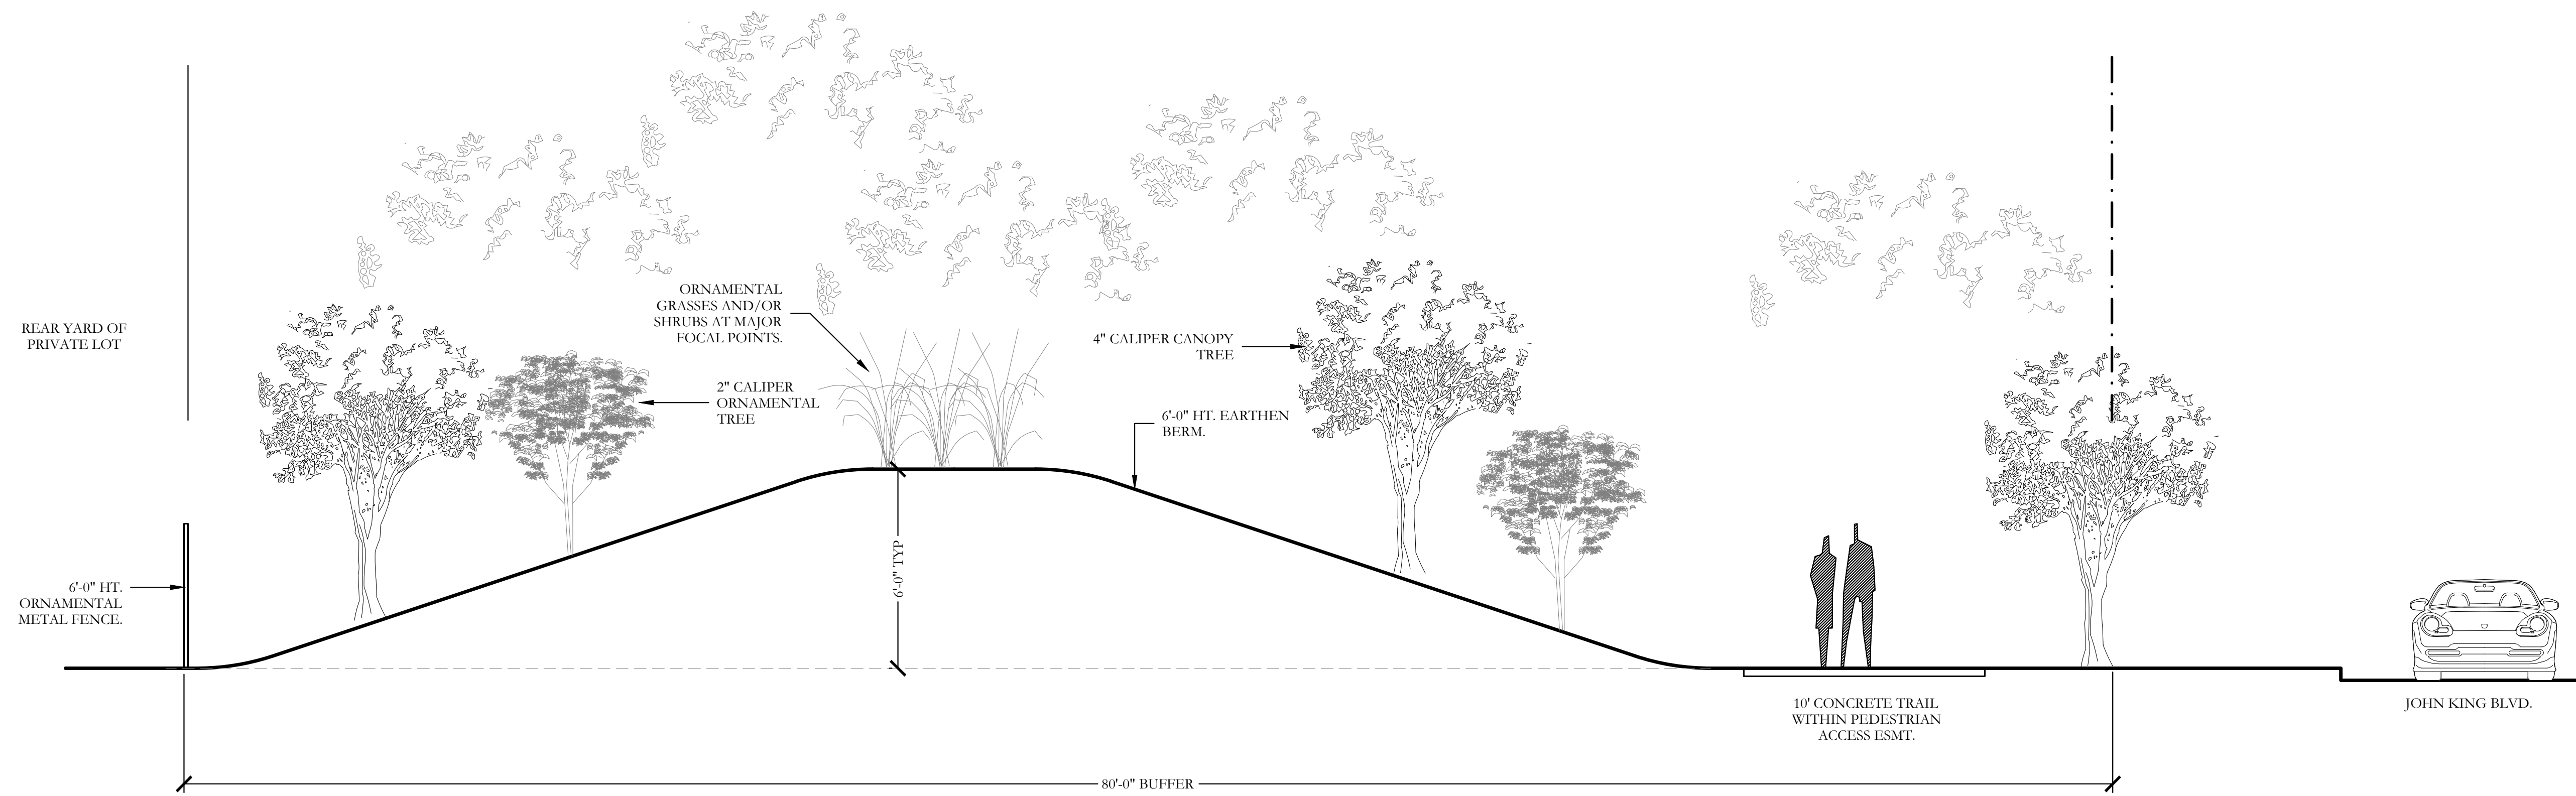 REAR YARD OF
PRIVATE LOT
6'-0" HT.
ORNAMENTAL
METAL FENCE.
ORNAMENTAL
GRASSES AND/OR
SHRUBS AT MAJOR
FOCAL POINTS.
2" CALIPER
ORNAMENTAL
TREE
4" CALIPER CANOPY
TREE
6'-0" HT. EARTHEN
BERM.
6'-0" TYP
10' CONCRETE TRAIL
WITHIN PEDESTRIAN
ACCESS ESMT.
JOHN KING BLVD.
80'-0" BUFFER